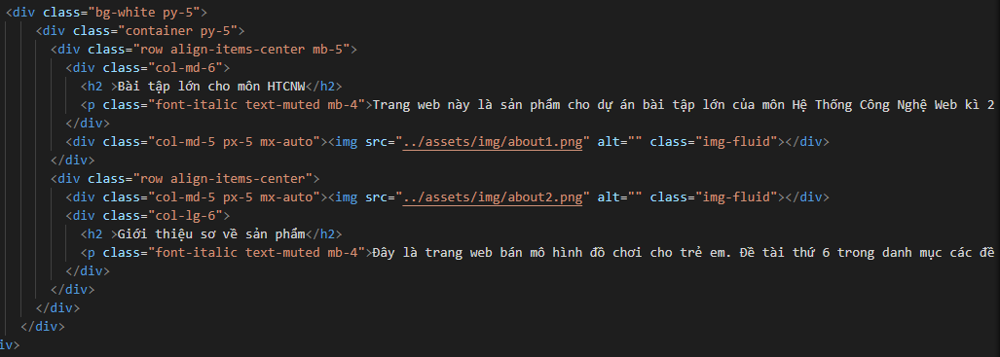 <div class="bg-white py-5">
<div class="container py-5">
<div class="row align-items-center mb-5">
<div class="col-md-6">
<h2 >Bài tập lớn cho môn HTCNW</h2>
<p class="font-italic text-muted mb-4">Trang web này là sản phẩm cho dự án bài tập lớn của môn Hệ Thống Công Nghệ Web kì 2
</div>
<div class="col-md-5 px-5 mx-auto"><img src="../assets/img/about1.png" alt="" class="img-fluid"></div>
</div>
<div class="row align-items-center">
<div class="col-md-5 px-5 mx-auto"><img src="../assets/img/about2.png" alt="" class="img-fluid"></div>
<div class="col-lg-6">
<h2 >Giới thiệu sơ về sản phẩm</h2>
<p class="font-italic text-muted mb-4">Đây là trang web bán mô hình đồ chơi cho trẻ em. Đề tài thứ 6 trong danh mục các đề
</div>
</div>
</div>
</div>
iv>